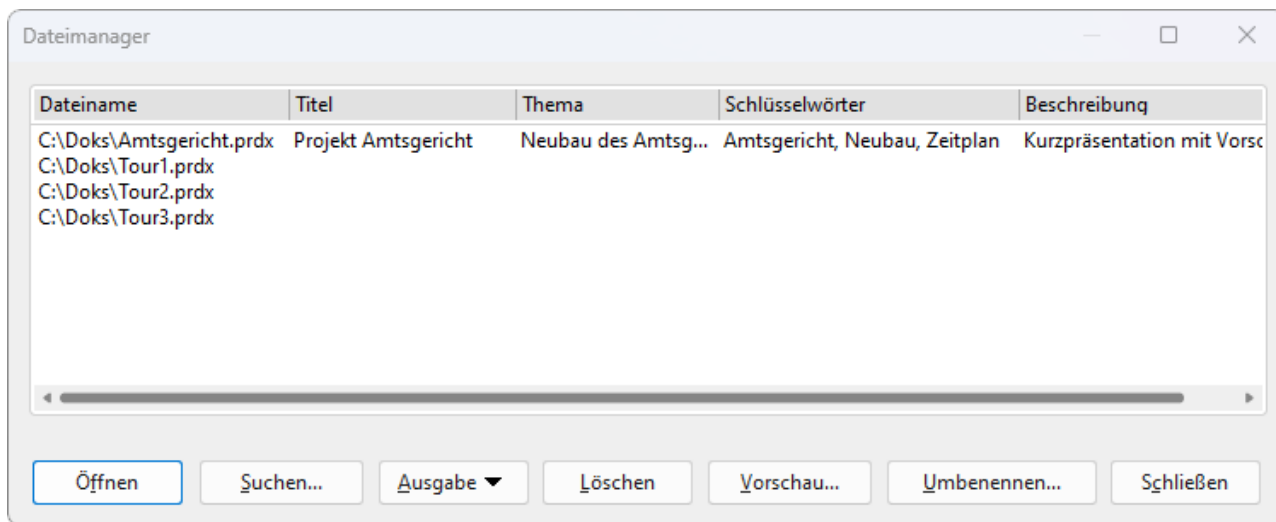 Dateimanager
Dateiname Titel Thema Schlüsselwörter Beschreibung
C:\Doks\Amtsgericht.prdx Projekt Amtsgericht Neubau des Amtsg... Amtsgericht, Neubau, Zeitplan Kurzpräsentation mit Vorsc
C:\Doks\Tour1.prdx
C:\Doks\Tour2.prdx
C:\Doks\Tour3.prdx
Öffnen Suchen... Ausgabe Löschen Vorschau... Umbenennen... Schließen